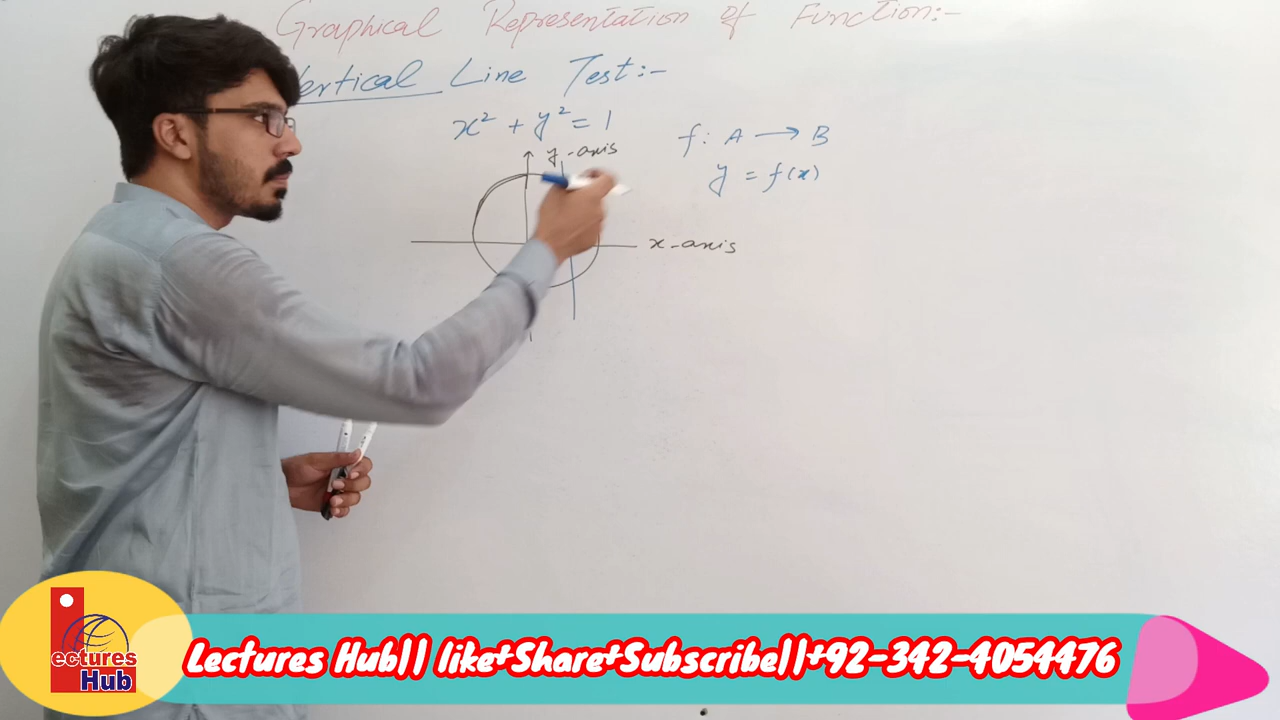 Graphical Representation of Function:-
Vertical Line Test:-
x² + y² = 1
f: A → B
y-axis
y = f(x)
x-axis
ectures
Hub
Lectures Hub|| like+Share+Subscribe||+92-342-4054476